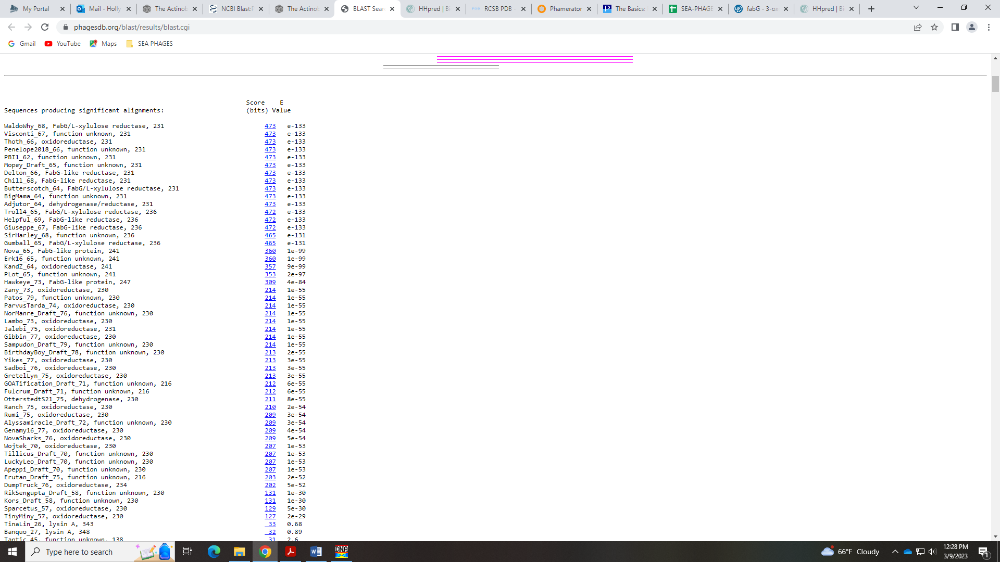 My Portal
Mail - Holly
The Actinob
NCBI Blast:P
The Actinob
BLAST Sear
HHpred | Bi
RCSB PDB -
Phamerator
The Basics:
SEA-PHAGE
fabG - 3-ox
HHpred | Bi
phagesdb.org/blast/results/blast.cgi
Gmail YouTube Maps SEA PHAGES
Score E
Sequences producing significant alignments: (bits) Value
WaldoWhy_68, FabG/L-xylulose reductase, 231 473 e-133
Visconti_67, function unknown, 231 473 e-133
Thoth_66, oxidoreductase, 231 473 e-133
Penelope2018_66, function unknown, 231 473 e-133
PBI1_62, function unknown, 231 473 e-133
Mopey_Draft_65, function unknown, 231 473 e-133
Delton_66, FabG-like reductase, 231 473 e-133
Chill_68, FabG-like reductase, 231 473 e-133
Butterscotch_64, FabG/L-xylulose reductase, 231 473 e-133
BigMama_64, function unknown, 231 473 e-133
Adjutor_64, dehydrogenase/reductase, 231 473 e-133
Troll4_65, FabG/L-xylulose reductase, 236 472 e-133
Helpful_69, FabG-like reductase, 236 472 e-133
Giuseppe_67, FabG-like reductase, 236 472 e-133
SirHarley_68, function unknown, 236 465 e-131
Gumball_65, FabG/L-xylulose reductase, 236 465 e-131
Nova_65, FabG-like protein, 241 360 1e-99
Erk16_65, function unknown, 241 360 1e-99
KandZ_64, oxidoreductase, 241 357 9e-99
PLot_65, function unknown, 241 353 2e-97
Hawkeye_73, FabG-like protein, 247 309 4e-84
Zany_73, oxidoreductase, 230 214 1e-55
Patos_79, function unknown, 230 214 1e-55
ParvusTarda_74, oxidoreductase, 230 214 1e-55
NorManre_Draft_76, function unknown, 230 214 1e-55
Lambo_73, oxidoreductase, 230 214 1e-55
Jalebi_75, oxidoreductase, 231 214 1e-55
Gibbin_77, oxidoreductase, 230 214 1e-55
Sampudon_Draft_79, function unknown, 230 214 1e-55
BirthdayBoy_Draft_78, function unknown, 230 213 2e-55
Yikes_77, oxidoreductase, 230 213 3e-55
Sadboi_76, oxidoreductase, 230 213 3e-55
GretelLyn_75, oxidoreductase, 230 213 3e-55
GOATification_Draft_71, function unknown, 216 212 6e-55
Fulcrum_Draft_71, function unknown, 216 212 6e-55
OtterstedtS21_75, dehydrogenase, 230 211 8e-55
Ranch_75, oxidoreductase, 230 210 2e-54
Rumi_75, oxidoreductase, 230 209 3e-54
Alyssamiracle_Draft_72, function unknown, 230 209 3e-54
Genamy16_77, oxidoreductase, 230 209 4e-54
NovaSharks_76, oxidoreductase, 230 209 5e-54
Wojtek_70, oxidoreductase, 230 207 1e-53
Tillicus_Draft_70, function unknown, 230 207 1e-53
LuckyLeo_Draft_70, function unknown, 230 207 1e-53
Apeppi_Draft_70, function unknown, 230 207 1e-53
Erutan_Draft_75, function unknown, 216 203 2e-52
DumpTruck_76, oxidoreductase, 234 202 5e-52
RikSengupta_Draft_58, function unknown, 230 131 1e-30
Kors_Draft_58, function unknown, 230 131 1e-30
Sparcetus_57, oxidoreductase, 230 129 5e-30
TinyMiny_57, oxidoreductase, 230 127 2e-29
TinaLin_26, lysin A, 343 33 0.68
Banquo_27, lysin A, 348 32 0.89
Taptic_45, function unknown, 138 31 2.6
Type here to search
DNA
66°F Cloudy
12:28 PM
3/9/2023
1